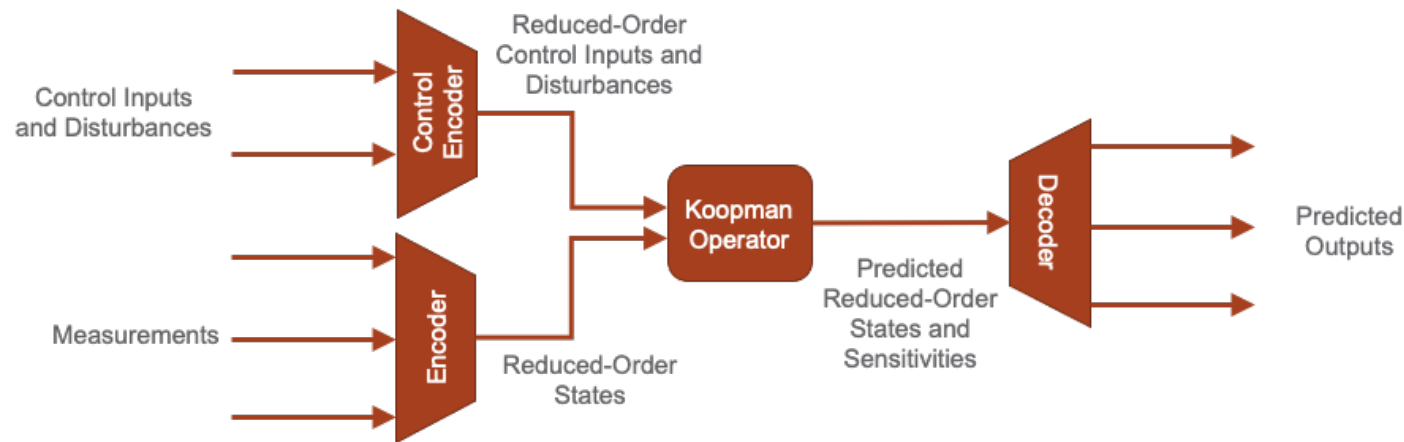 Control Inputs
and Disturbances
Control
Encoder
Reduced-Order
Control Inputs and
Disturbances
Measurements
Encoder
Reduced-Order
States
Koopman
Operator
Predicted
Reduced-Order
States and
Sensitivities
Decoder
Predicted
Outputs